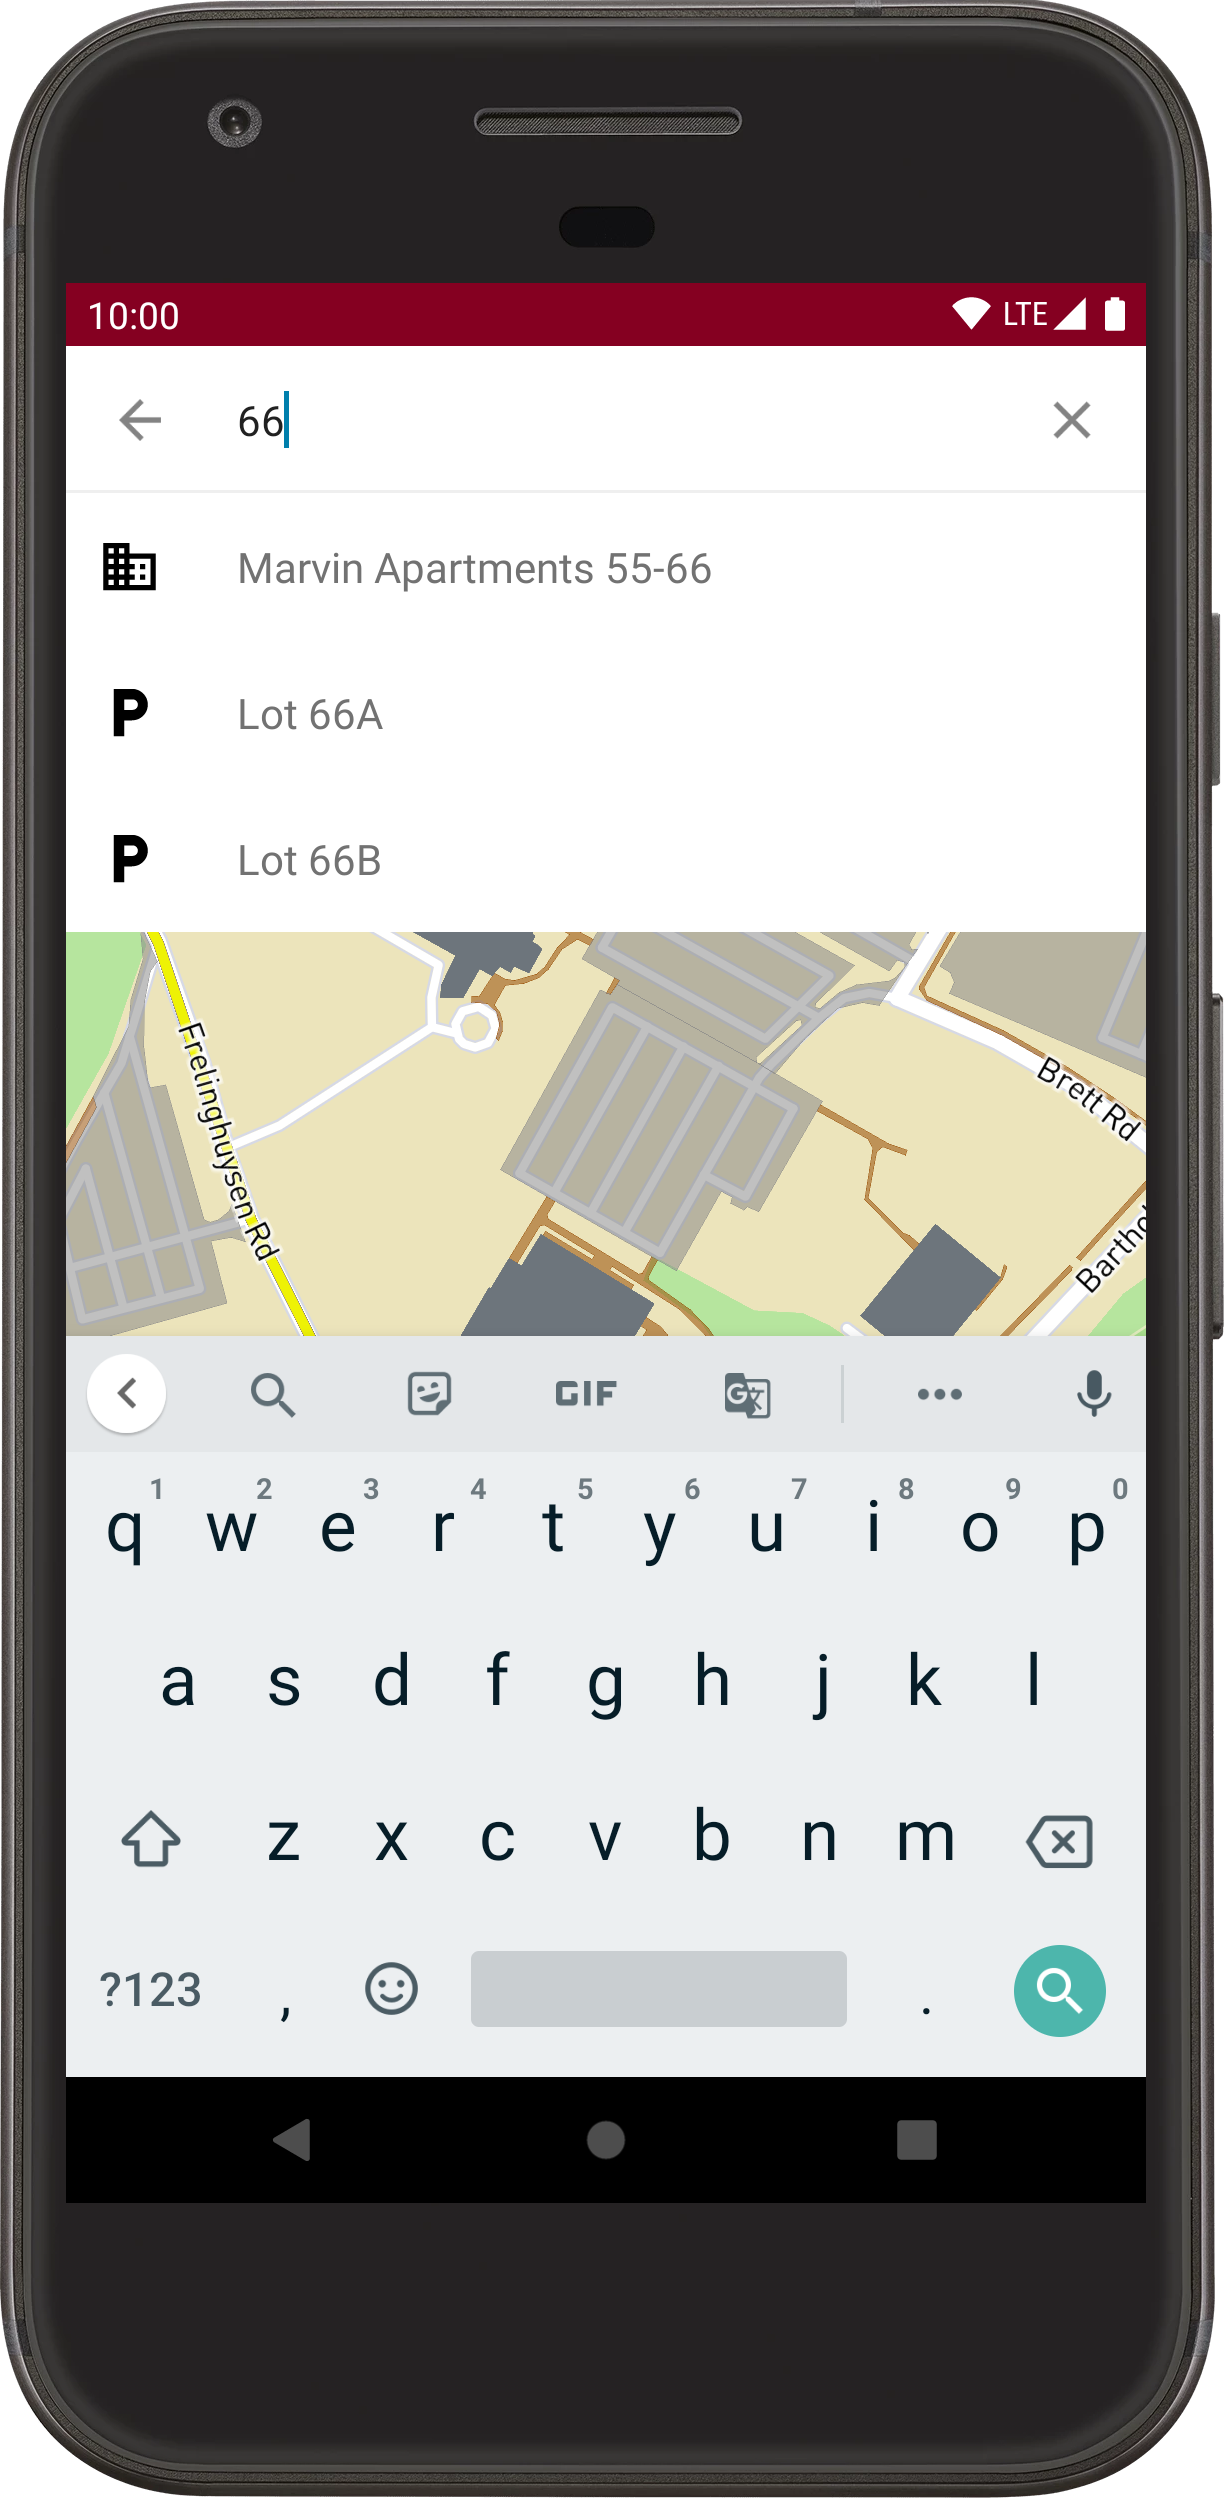 10:00 LTE
66
Marvin Apartments 55-66
P Lot 66A
P Lot 66B
Frelinghuysen Rd
Brett Rd
Bartho
GIF G
1 2 3 4 5 6 7 8 9 0
q w e r t y u i o p
a s d f g h j k l
z x c v b n m
?123 , .